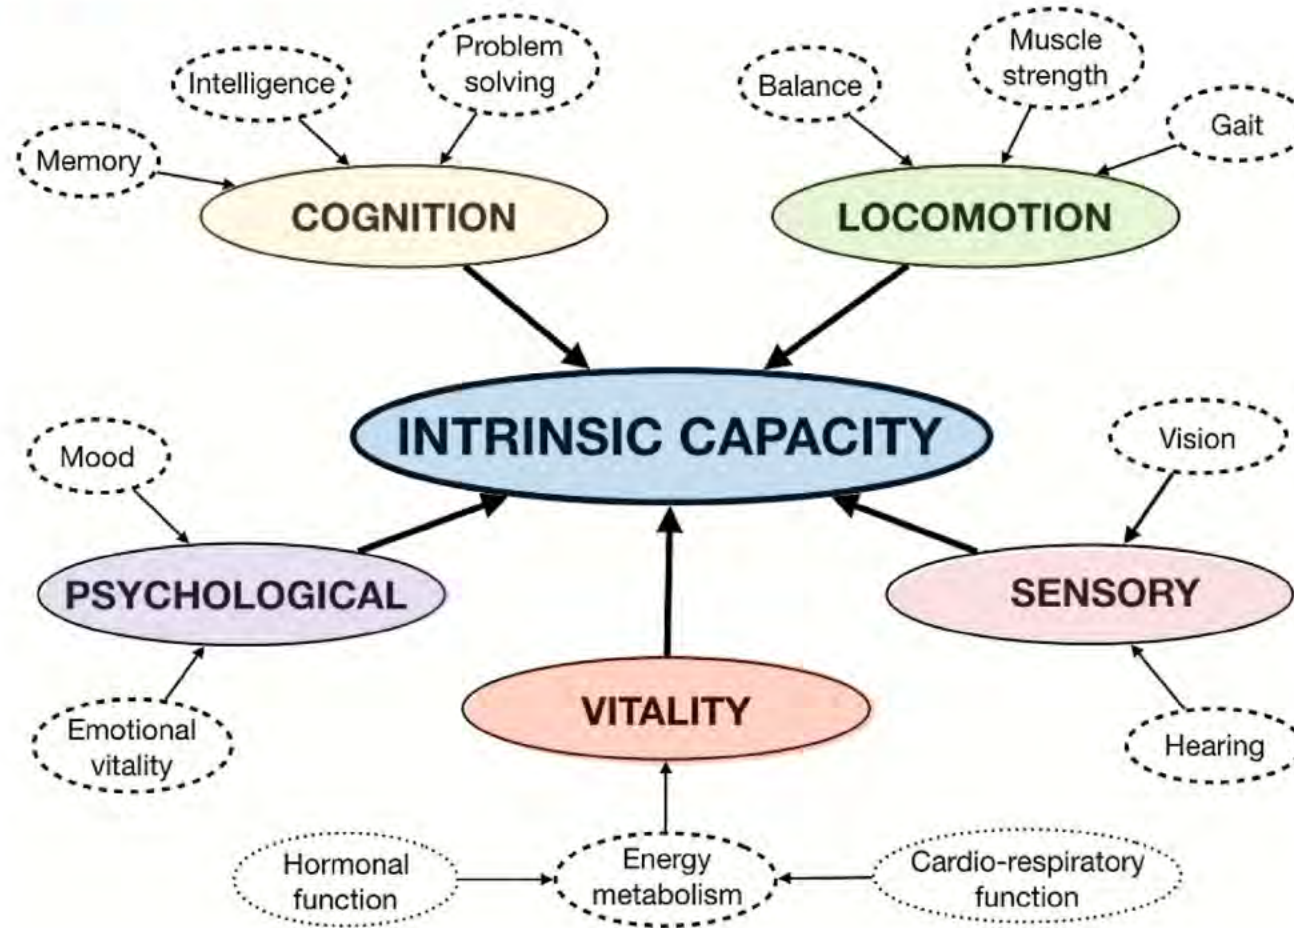 Problem
solving
Intelligence
Memory
COGNITION
Muscle
strength
Balance
Gait
LOCOMOTION
INTRINSIC CAPACITY
Mood
PSYCHOLOGICAL
Emotional
vitality
Vision
SENSORY
Hearing
VITALITY
Hormonal
function
Energy
metabolism
Cardio-respiratory
function